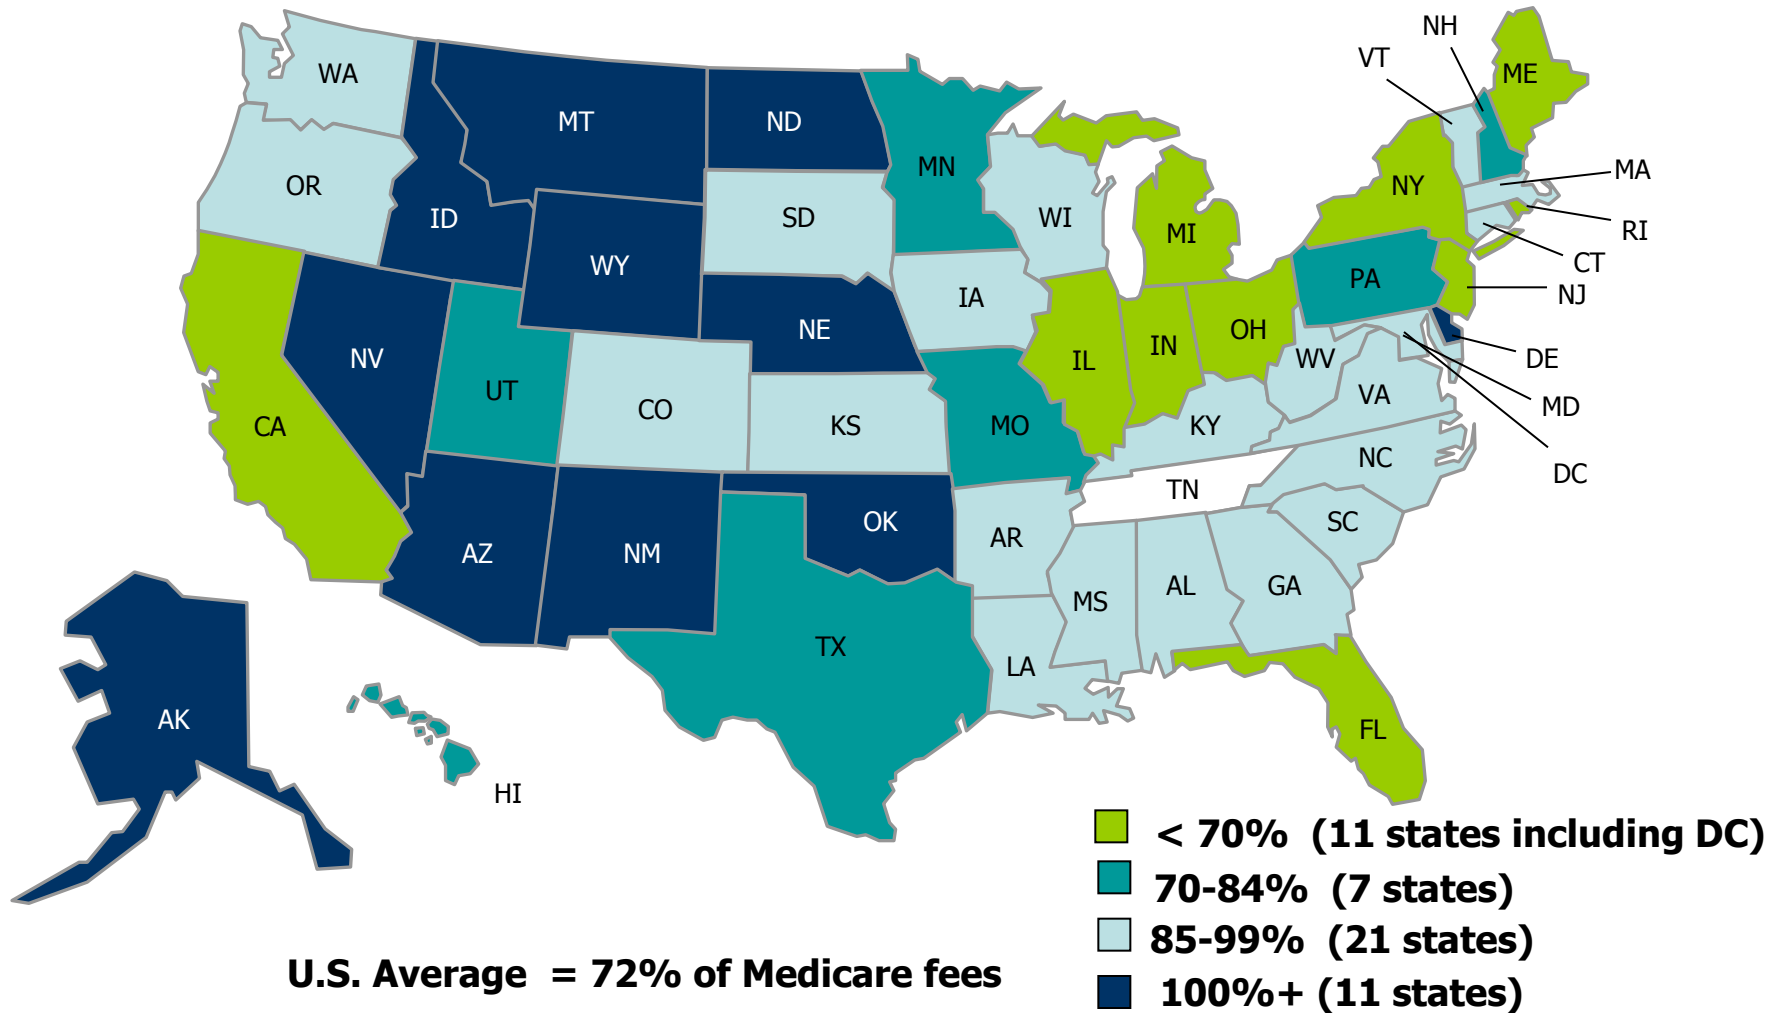 NH
VT
ME
WA
MT
ND
MN
MA
OR
NY
ID
SD
WI
RI
MI
CT
WY
PA
NJ
IA
NE
OH
IN
NV
WV
DE
IL
UT
VA
CO
MD
CA
KS
MO
KY
NC
DC
TN
OK
SC
AR
AZ
NM
AL
GA
MS
TX
LA
AK
FL
HI
< 70% (11 states including DC)
70-84% (7 states)
85-99% (21 states)
U.S. Average = 72% of Medicare fees
100%+ (11 states)